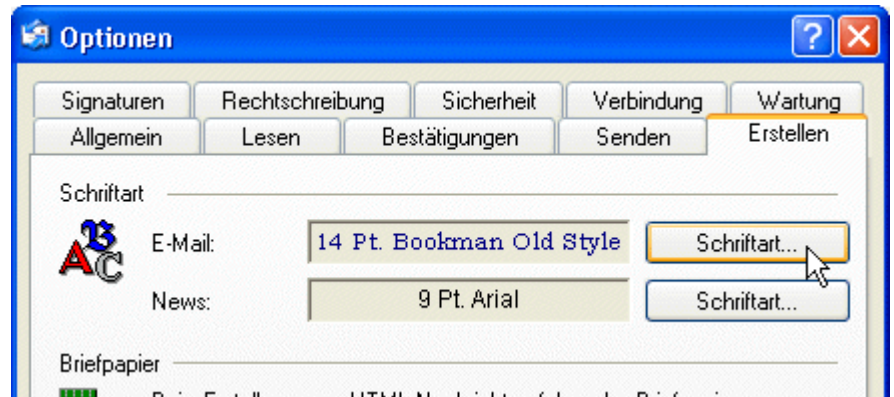 Optionen
Signaturen Rechtschreibung Sicherheit Verbindung Wartung
Allgemein Lesen Bestätigungen Senden Erstellen
Schriftart
E-Mail: 14 Pt. Bookman Old Style Schriftart...
News: 9 Pt. Arial Schriftart...
Briefpapier